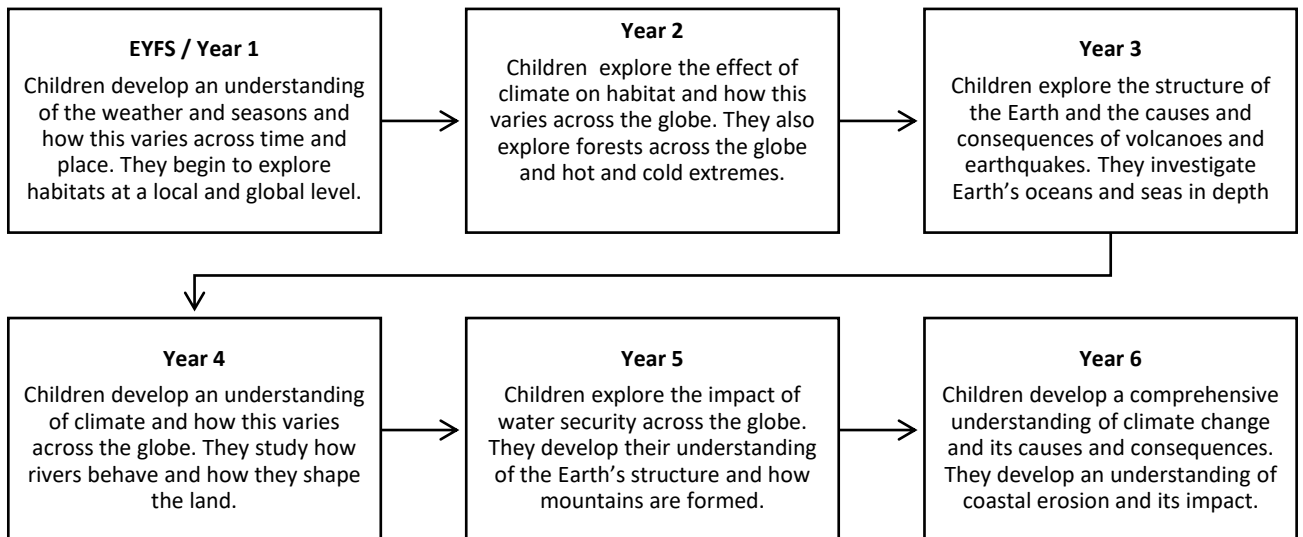 EYFS / Year 1
Children develop an understanding
of the weather and seasons and
how this varies across time and
place. They begin to explore
habitats at a local and global level.
Year 2
Children  explore the effect of
climate on habitat and how this
varies across the globe. They also
explore forests across the globe
and hot and cold extremes.
Year 3
Children explore the structure of
the Earth and the causes and
consequences of volcanoes and
earthquakes. They investigate
Earth’s oceans and seas in depth
Year 4
Children develop an understanding
of climate and how this varies
across the globe. They study how
rivers behave and how they shape
the land.
Year 5
Children explore the impact of
water security across the globe.
They develop their understanding
of the Earth’s structure and how
mountains are formed.
Year 6
Children develop a comprehensive
understanding of climate change
and its causes and consequences.
They develop an understanding of
coastal erosion and its impact.